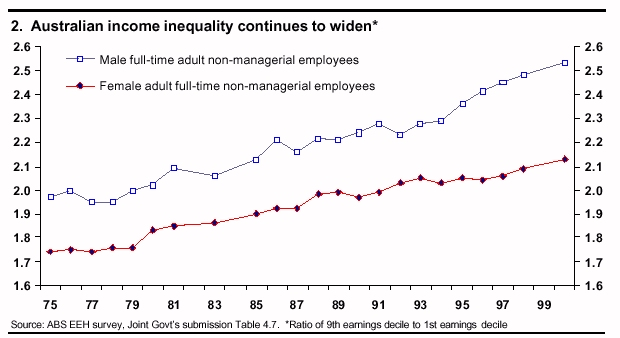 2. Australian income inequality continues to widen*
2.6 2.6
Male full-time adult non-managerial employees
2.5 2.5
Female adult full-time non-managerial employees
2.4 2.4
2.3 2.3
2.2 2.2
2.1 2.1
2.0 2.0
1.9 1.9
1.8 1.8
1.7 1.7
1.6 1.6
75 77 79 81 83 85 87 89 91 93 95 97 99
Source: ABS EEH survey, Joint Govt's submission Table 4.7. *Ratio of 9th earnings decile to 1st earnings decile